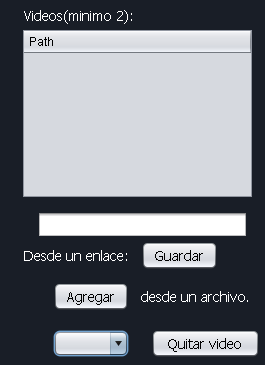 Videos(minimo 2):
Path
Desde un enlace: Guardar
Agregar desde un archivo.
Quitar video